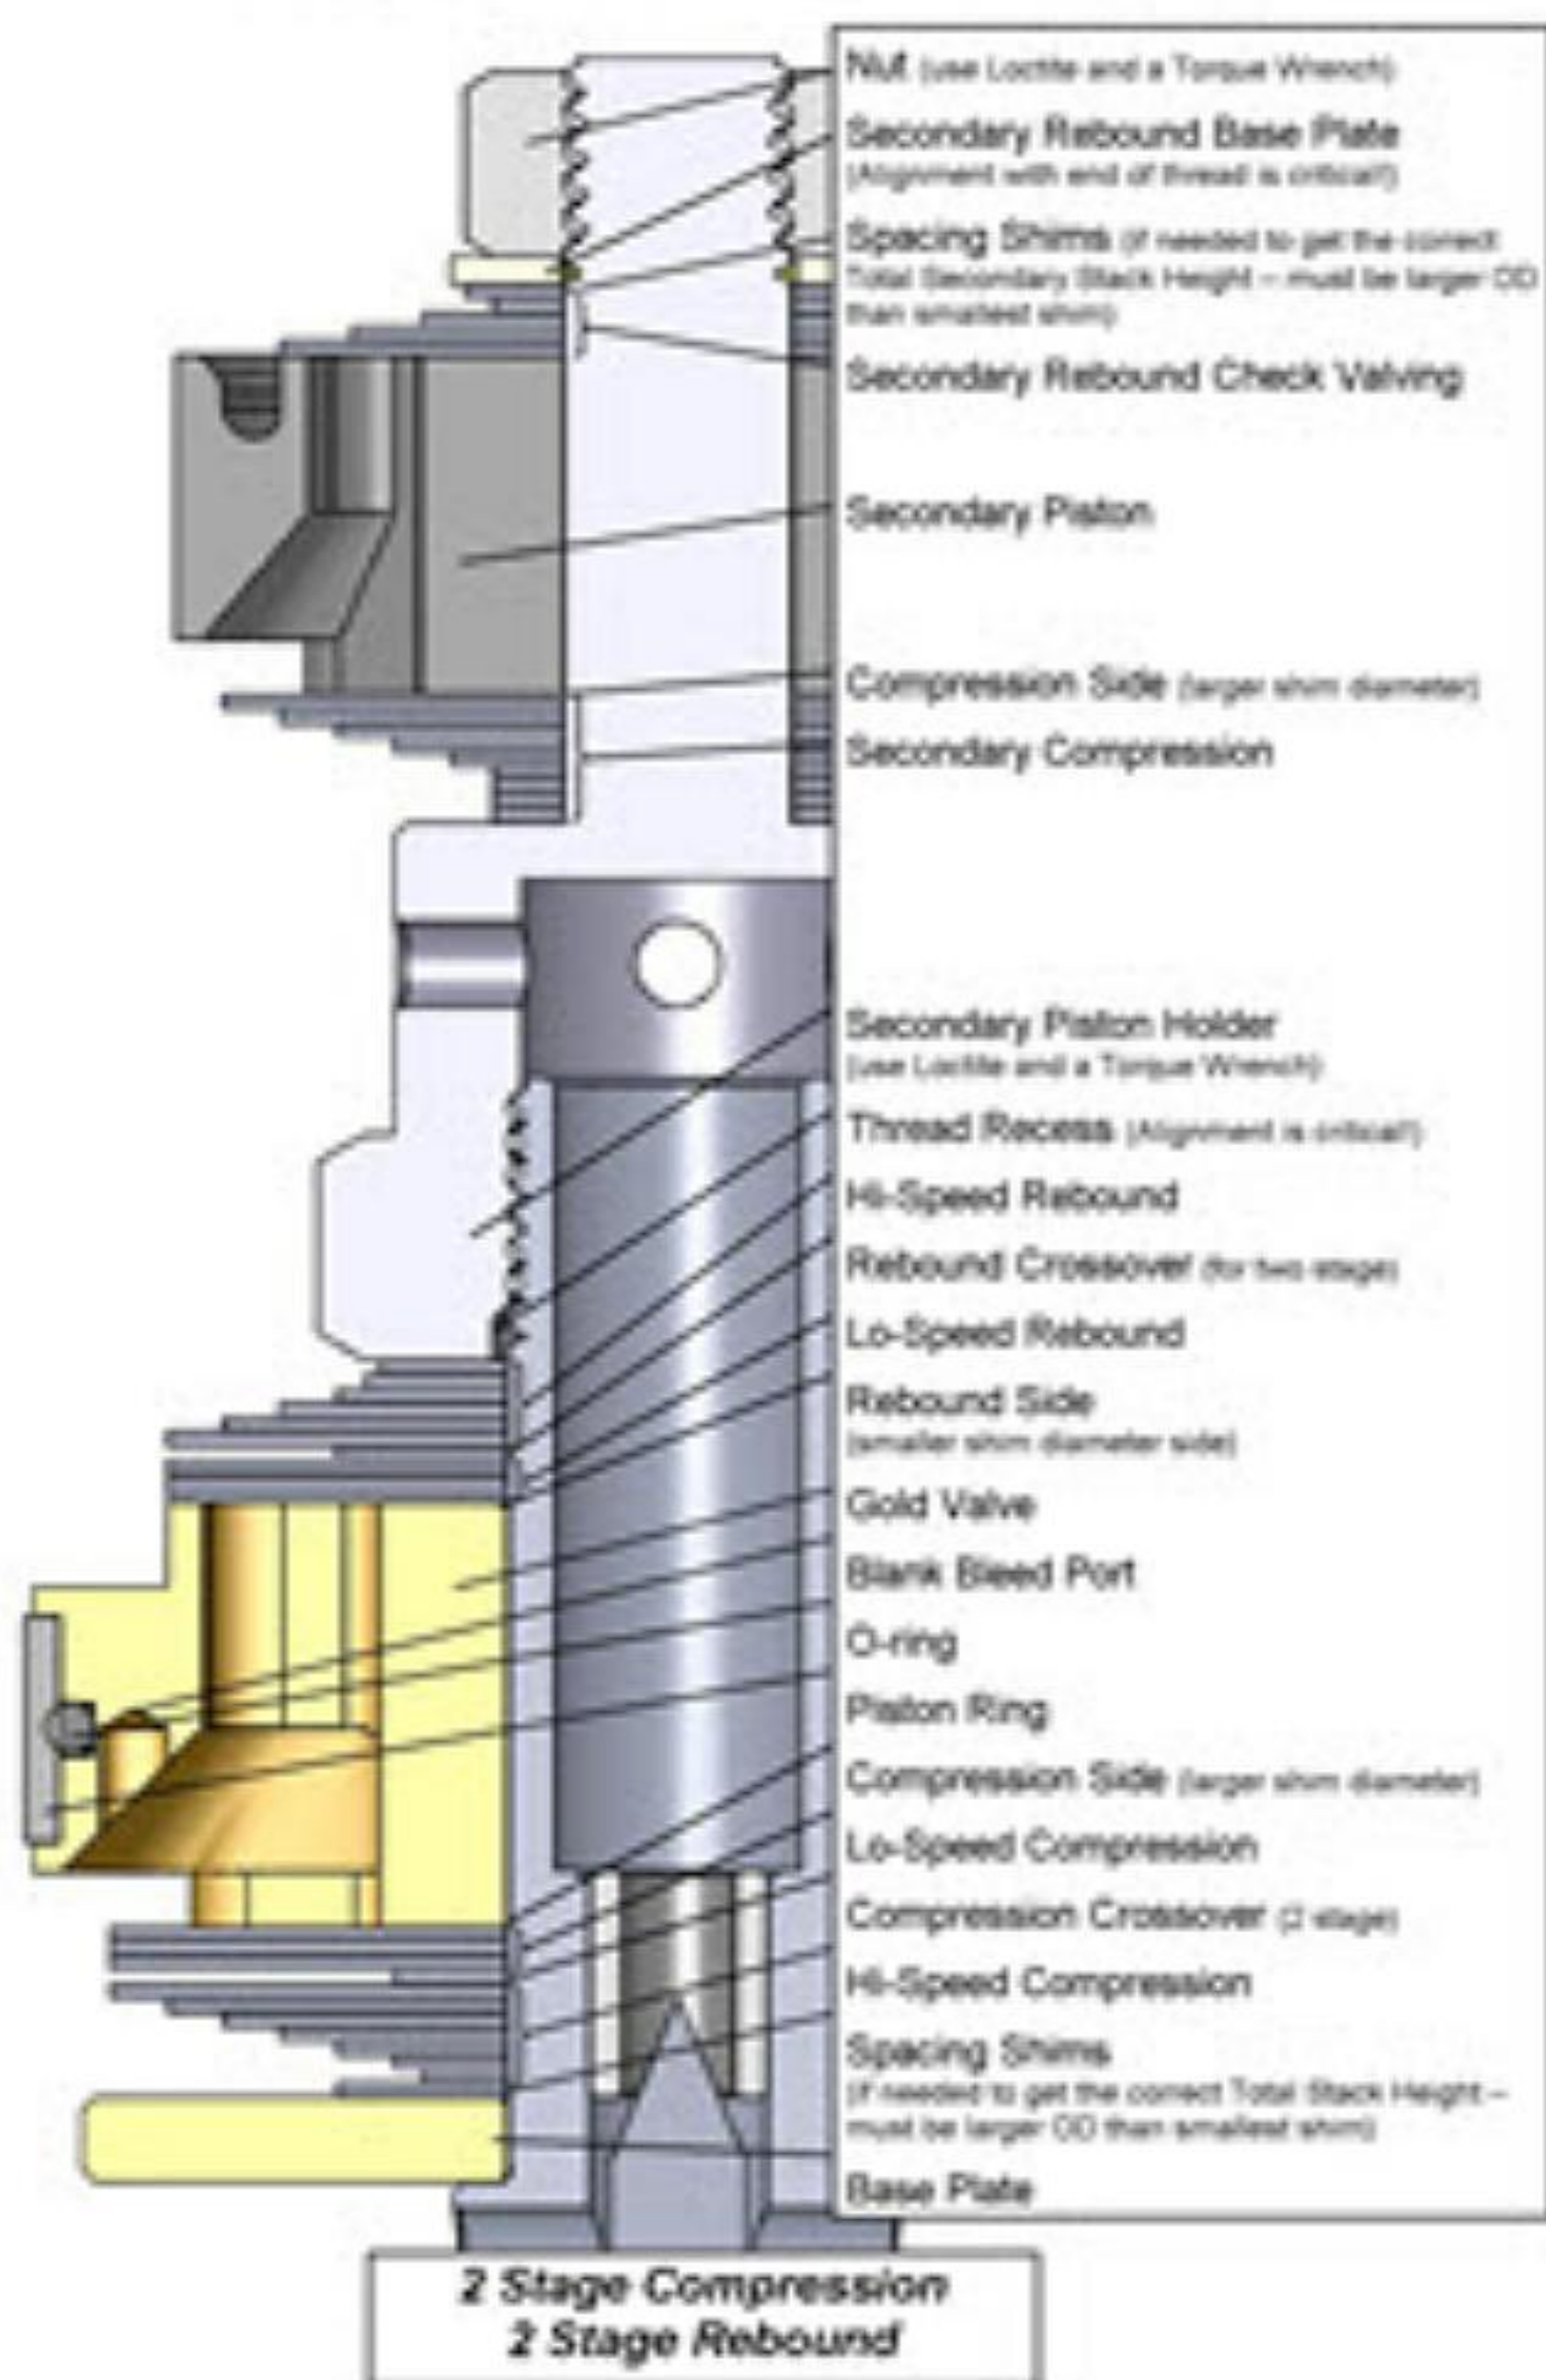 Nut (use Loctite and a Torque Wrench)
Secondary Rebound Base Plate
(Alignment with end of thread is critical!)
Spacing Shims (if needed to get the correct
Total Secondary Stack Height – must be larger OD
than smallest shim)
Secondary Rebound Check Valving
Secondary Piston
Compression Side (larger shim diameter)
Secondary Compression
Secondary Piston Holder
(use Loctite and a Torque Wrench)
Thread Recess (Alignment is critical!)
Hi-Speed Rebound
Rebound Crossover (for two stage)
Lo-Speed Rebound
Rebound Side
(smaller shim diameter side)
Gold Valve
Blank Bleed Port
O-ring
Piston Ring
Compression Side (larger shim diameter)
Lo-Speed Compression
Compression Crossover (2 stage)
Hi-Speed Compression
Spacing Shims
(if needed to get the correct Total Stack Height –
must be larger OD than smallest shim)
Base Plate
2 Stage Compression
2 Stage Rebound